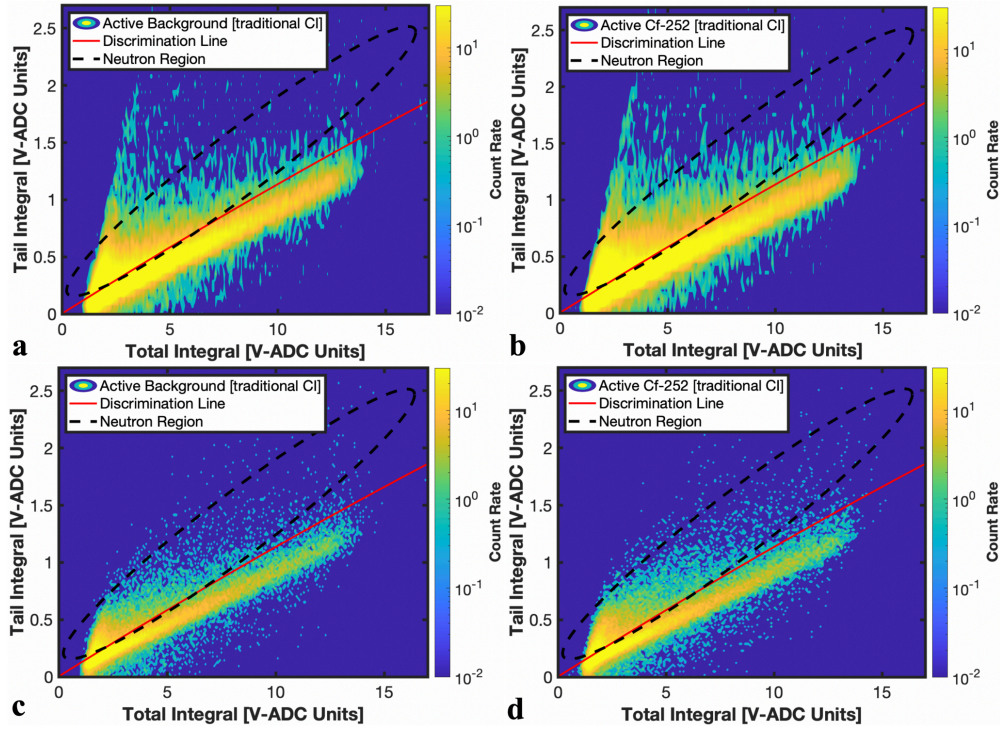 Active Background [traditional CI]
Discrimination Line
Neutron Region
Tail Integral [V-ADC Units]
2.5
2
1.5
1
0.5
0
0
5
10
15
Total Integral [V-ADC Units]
10^1
10^0
10^-1
10^-2
Count Rate
a
Active Cf-252 [traditional CI]
Discrimination Line
Neutron Region
Tail Integral [V-ADC Units]
2.5
2
1.5
1
0.5
0
0
5
10
15
Total Integral [V-ADC Units]
10^1
10^0
10^-1
10^-2
Count Rate
b
Active Background [traditional CI]
Discrimination Line
Neutron Region
Tail Integral [V-ADC Units]
2.5
2
1.5
1
0.5
0
0
5
10
15
Total Integral [V-ADC Units]
10^1
10^0
10^-1
10^-2
Count Rate
c
Active Cf-252 [traditional CI]
Discrimination Line
Neutron Region
Tail Integral [V-ADC Units]
2.5
2
1.5
1
0.5
0
0
5
10
15
Total Integral [V-ADC Units]
10^1
10^0
10^-1
10^-2
Count Rate
d